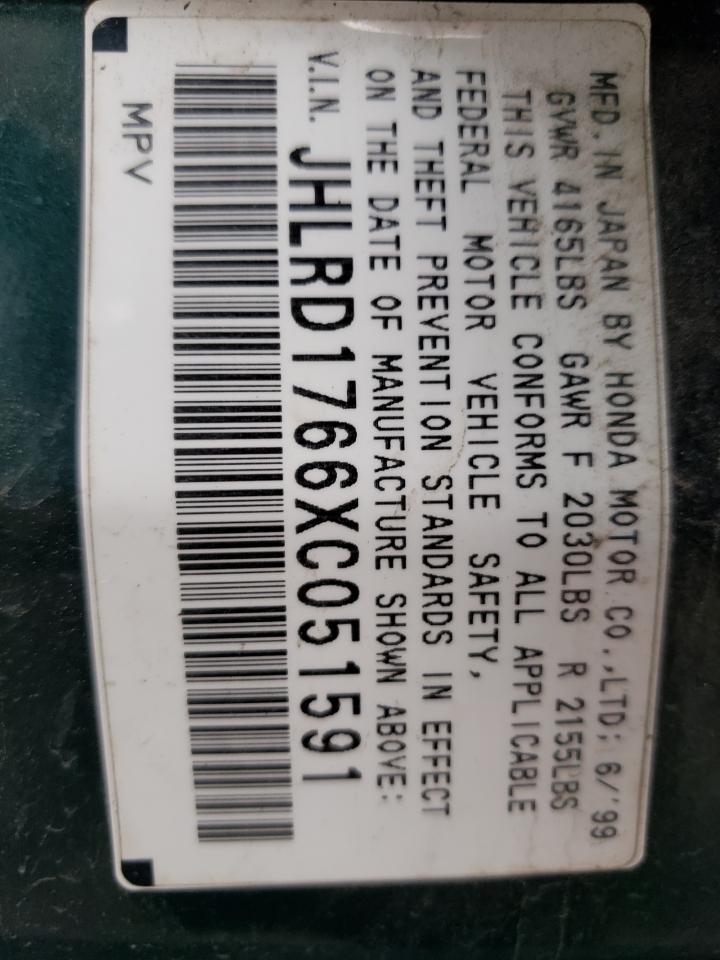 MFD. IN JAPAN BY HONDA MOTOR CO.,LTD; 6/'99
GVWR 4165LBS GAWR F 2030LBS R 2155LBS
THIS VEHICLE CONFORMS TO ALL APPLICABLE
FEDERAL MOTOR VEHICLE SAFETY,
AND THEFT PREVENTION STANDARDS IN EFFECT
ON THE DATE OF MANUFACTURE SHOWN ABOVE:
V.I.N. JHLRD1766XC051591
MPV